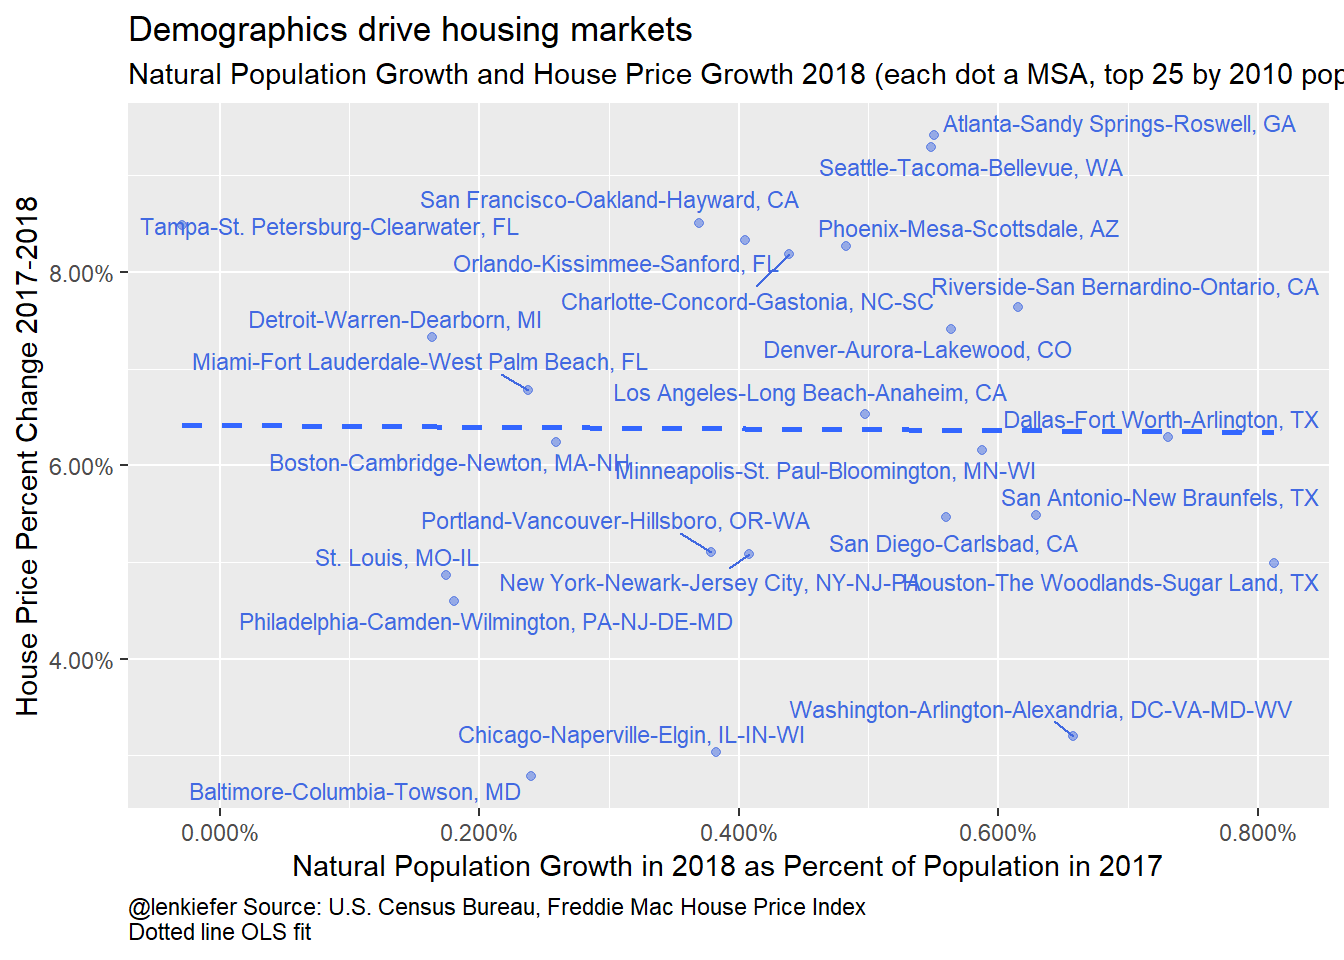 Demographics drive housing markets
Natural Population Growth and House Price Growth 2018 (each dot a MSA, top 25 by 2010 pop
House Price Percent Change 2017-2018
Atlanta-Sandy Springs-Roswell, GA
Seattle-Tacoma-Bellevue, WA
San Francisco-Oakland-Hayward, CA
Tampa-St. Petersburg-Clearwater, FL
Phoenix-Mesa-Scottsdale, AZ
Orlando-Kissimmee-Sanford, FL
8.00%
Riverside-San Bernardino-Ontario, CA
Charlotte-Concord-Gastonia, NC-SC
Detroit-Warren-Dearborn, MI
Denver-Aurora-Lakewood, CO
Miami-Fort Lauderdale-West Palm Beach, FL
Los Angeles-Long Beach-Anaheim, CA
Dallas-Fort Worth-Arlington, TX
6.00%
Boston-Cambridge-Newton, MA-NH
Minneapolis-St. Paul-Bloomington, MN-WI
San Antonio-New Braunfels, TX
Portland-Vancouver-Hillsboro, OR-WA
San Diego-Carlsbad, CA
St. Louis, MO-IL
New York-Newark-Jersey City, NY-NJ-PA
Houston-The Woodlands-Sugar Land, TX
Philadelphia-Camden-Wilmington, PA-NJ-DE-MD
4.00%
Washington-Arlington-Alexandria, DC-VA-MD-WV
Chicago-Naperville-Elgin, IL-IN-WI
Baltimore-Columbia-Towson, MD
0.000% 0.200% 0.400% 0.600% 0.800%
Natural Population Growth in 2018 as Percent of Population in 2017
@lenkiefer Source: U.S. Census Bureau, Freddie Mac House Price Index
Dotted line OLS fit